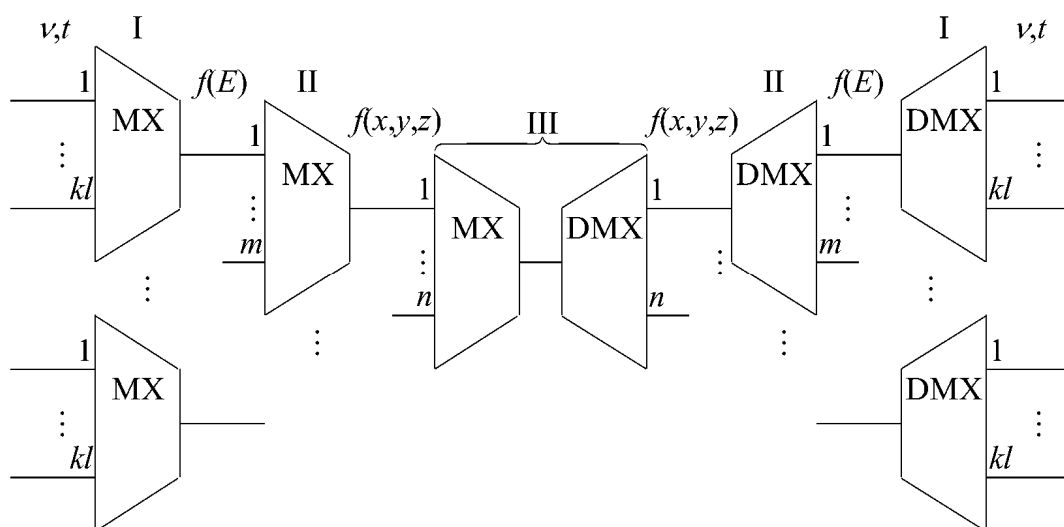 ν,t I I ν,t
1 f(E) II II f(E) 1
MX DMX
1 f(x,y,z) III f(x,y,z) 1
⋮ MX DMX ⋮
kl 1 1 kl
⋮ MX DMX ⋮
m ⋮ ⋮ m
⋮ n n ⋮
1 ⋮ ⋮ 1
MX DMX
⋮ ⋮
kl kl